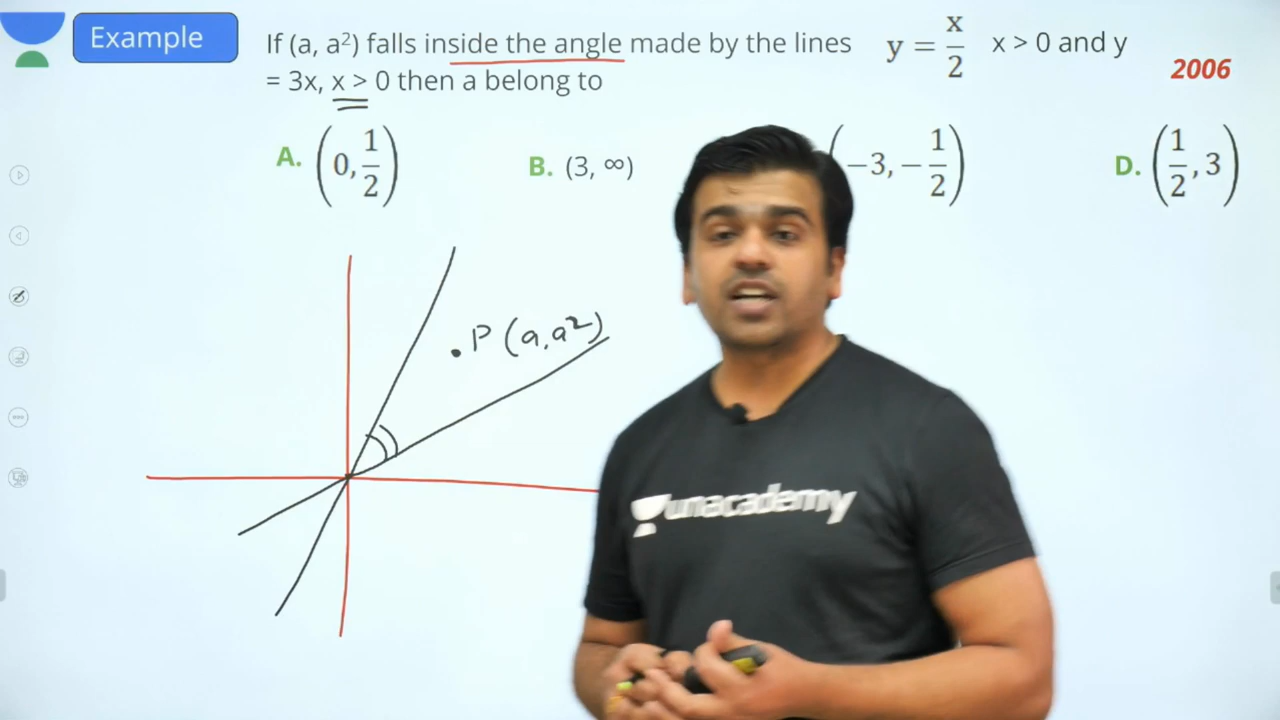 Example
If (a, a²) falls inside the angle made by the lines y = x/2 x > 0 and y
= 3x, x > 0 then a belong to
2006
A. (0, 1/2) B. (3, ∞) (−3, −1/2) D. (1/2, 3)
P (a, a²)
unacademy